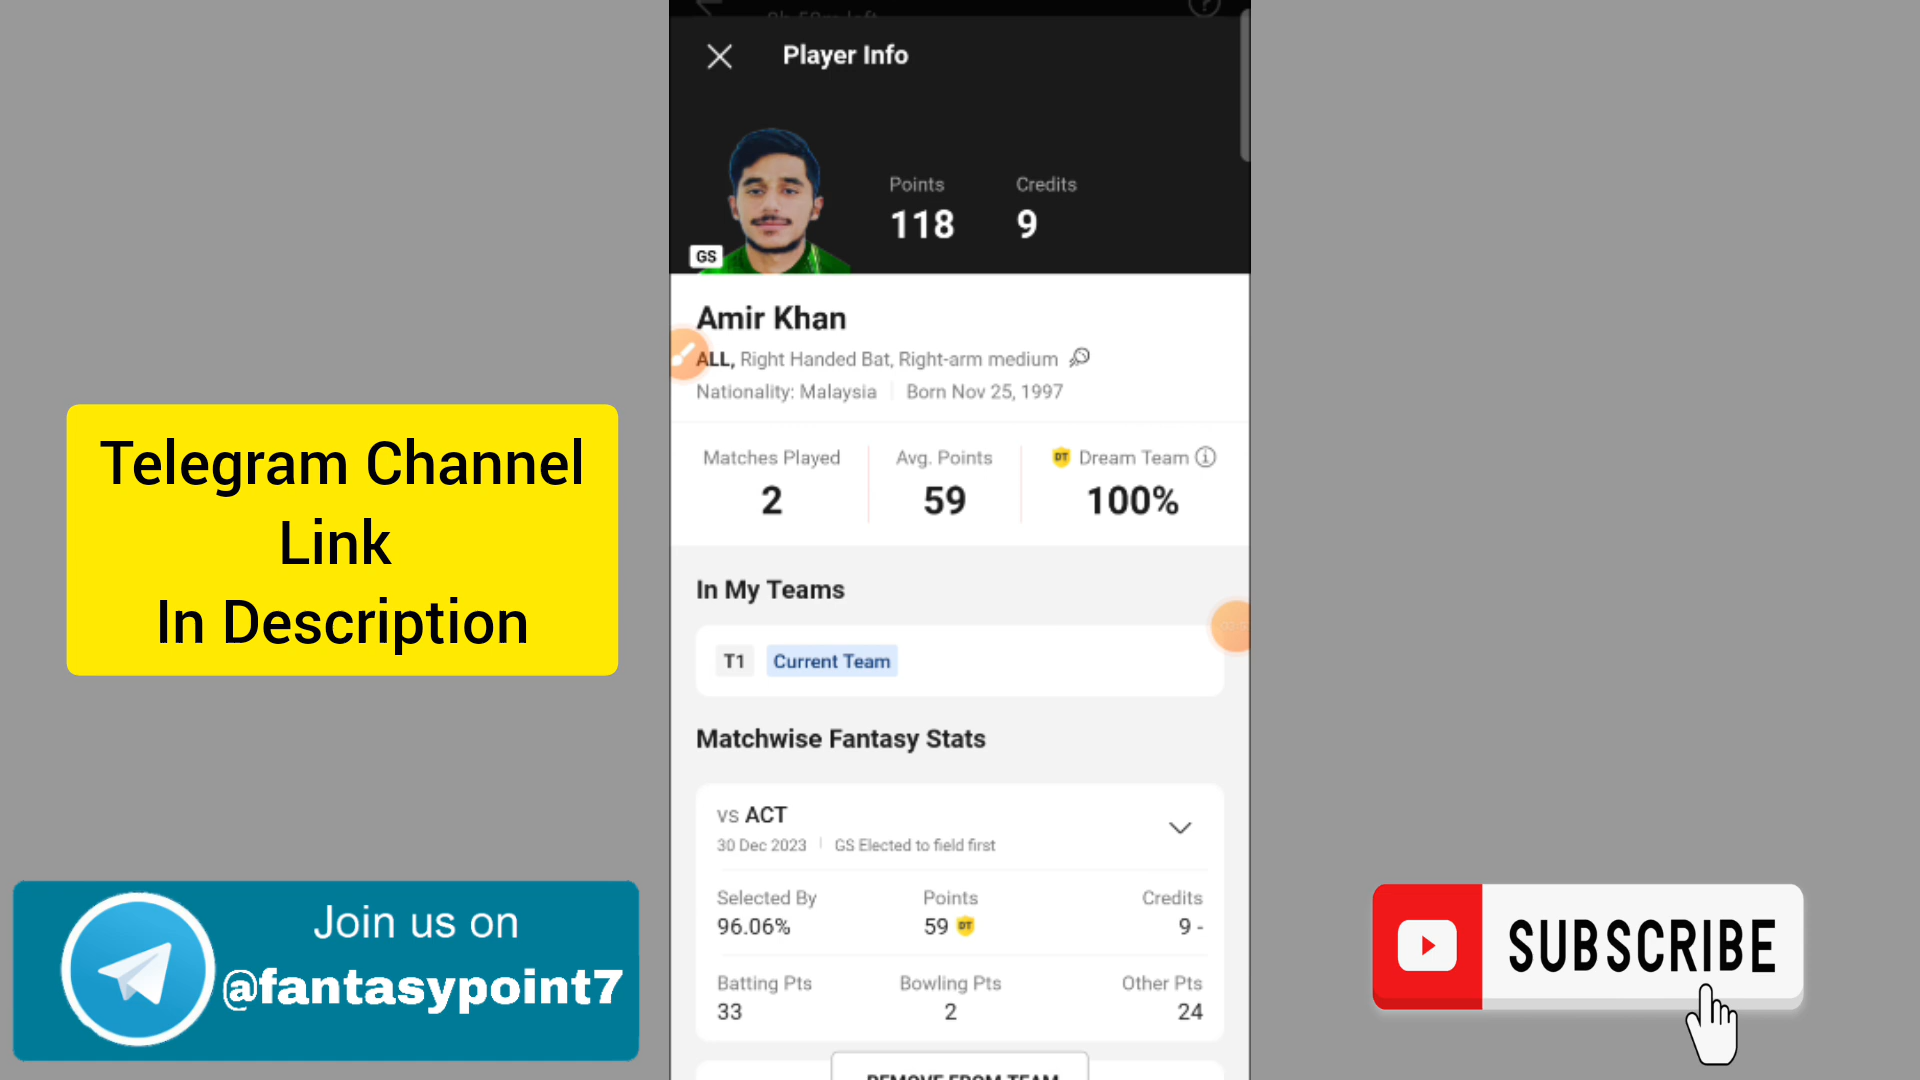 Player Info
Points
Credits
118
9
GS
Amir Khan
ALL, Right Handed Bat, Right-arm medium
Nationality: Malaysia
Born Nov 25, 1997
Matches Played
Avg. Points
DT Dream Team
2
59
100%
In My Teams
T1
Current Team
Matchwise Fantasy Stats
vs ACT
30 Dec 2023
GS Elected to field first
Selected By
Points
Credits
96.06%
59 DT
9 -
Batting Pts
Bowling Pts
Other Pts
33
2
24
REMOVE FROM TEAM
Telegram Channel
Link
In Description
Join us on
@fantasypoint7
SUBSCRIBE